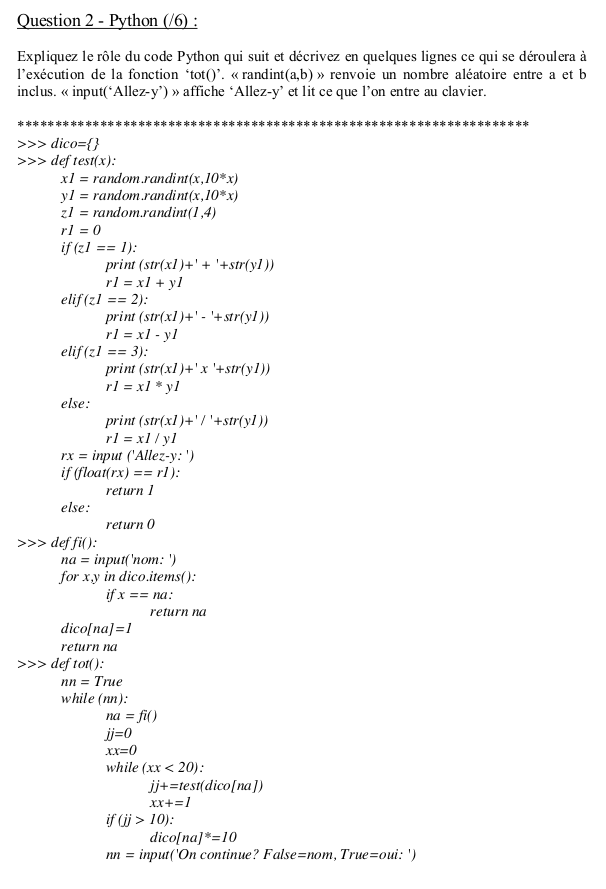 Question 2 - Python (/6) :
Expliquez le rôle du code Python qui suit et décrivez en quelques lignes ce qui se déroulera à
l'exécution de la fonction ‘tot()’. « randint(a,b) » renvoie un nombre aléatoire entre a et b
inclus. « input(‘Allez-y’) » affiche ‘Allez-y’ et lit ce que l'on entre au clavier.
********************************************************************
>>> dico={}
>>> def test(x):
x1 = random.randint(x,10*x)
y1 = random.randint(x,10*x)
z1 = random.randint(1,4)
r1 = 0
if (z1 == 1):
print (str(x1)+' + '+str(y1))
r1 = x1 + y1
elif (z1 == 2):
print (str(x1)+' - '+str(y1))
r1 = x1 - y1
elif (z1 == 3):
print (str(x1)+' x '+str(y1))
r1 = x1 * y1
else:
print (str(x1)+' / '+str(y1))
r1 = x1 / y1
rx = input ('Allez-y: ')
if (float(rx) == r1):
return 1
else:
return 0
>>> def fi():
na = input('nom: ')
for x,y in dico.items():
if x == na:
return na
dico[na]=1
return na
>>> def tot():
nn = True
while (nn):
na = fi()
jj=0
xx=0
while (xx < 20):
jj+=test(dico[na])
xx+=1
if (jj > 10):
dico[na]*=10
nn = input('On continue? False=nom, True=oui: ')